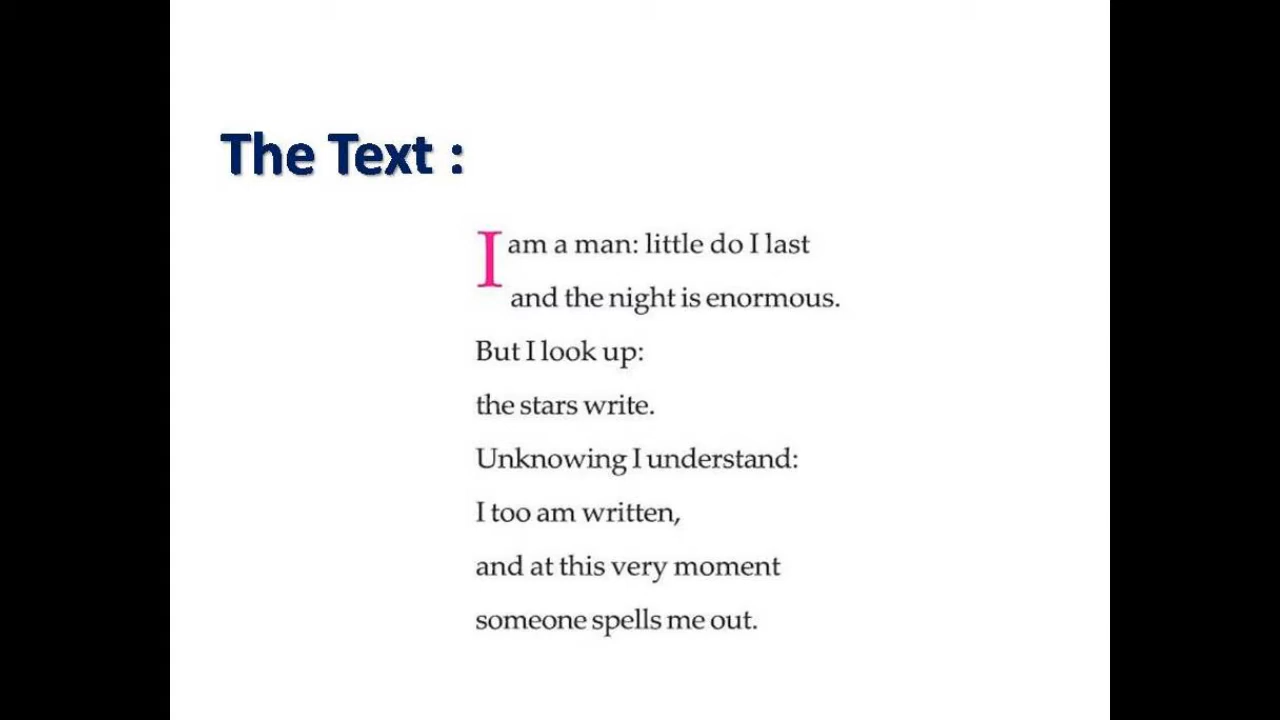 The Text :
I am a man: little do I last
and the night is enormous.
But I look up:
the stars write.
Unknowing I understand:
I too am written,
and at this very moment
someone spells me out.